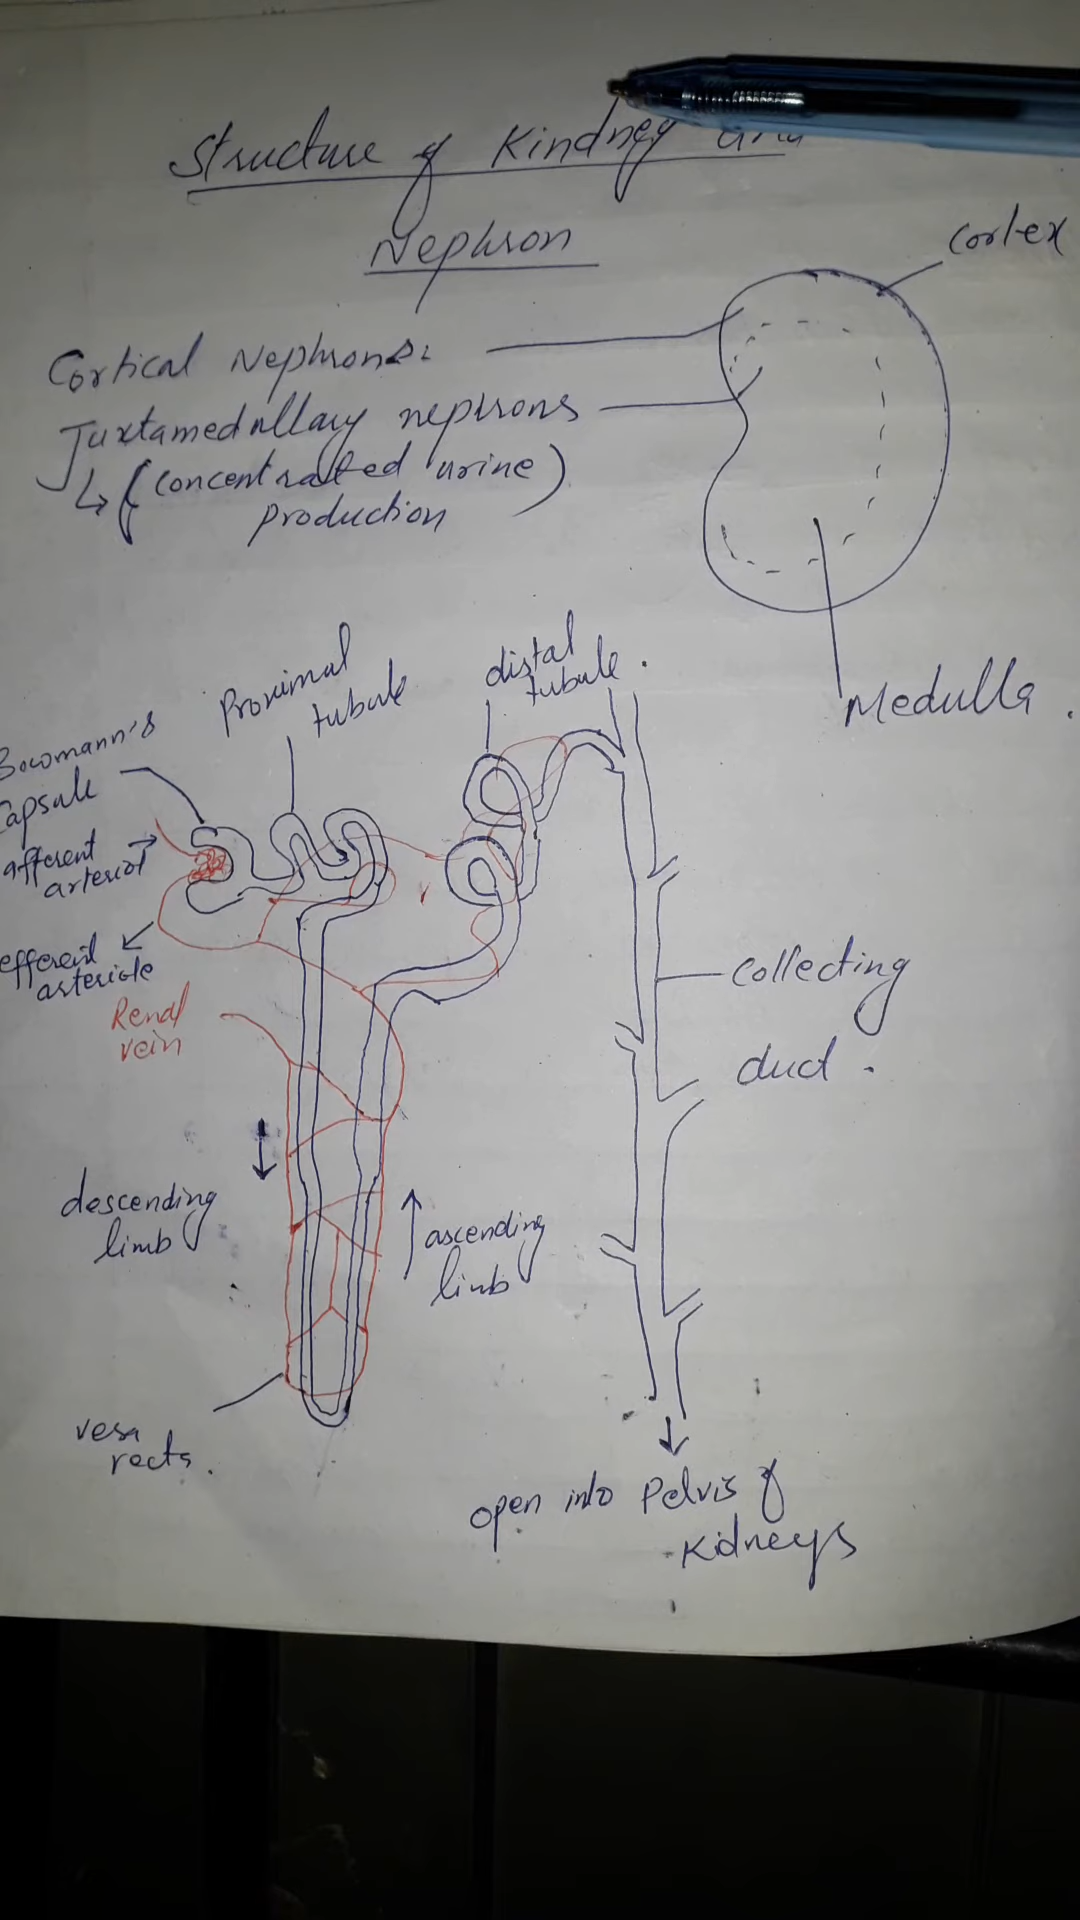 Structure of Kindney and
Nephron
Cortex
Cortical Nephrons:
Juxtamedullary nephrons
↳ (concentrated urine)
production
Medulla.
Proximal
tubule
distal
tubule.
Bowmann's
Capsule
afferent
arteriol
efferent
arteriole
Renal
vein
Collecting
duct.
descending
limb
ascending
limb
vesa
recta.
open into Pelvis of
Kidneys